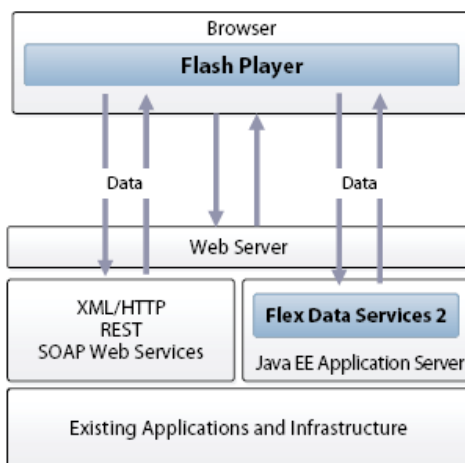 Browser
Flash Player
Data
Data
Web Server
XML/HTTP
REST
SOAP Web Services
Flex Data Services 2
Java EE Application Server
Existing Applications and Infrastructure